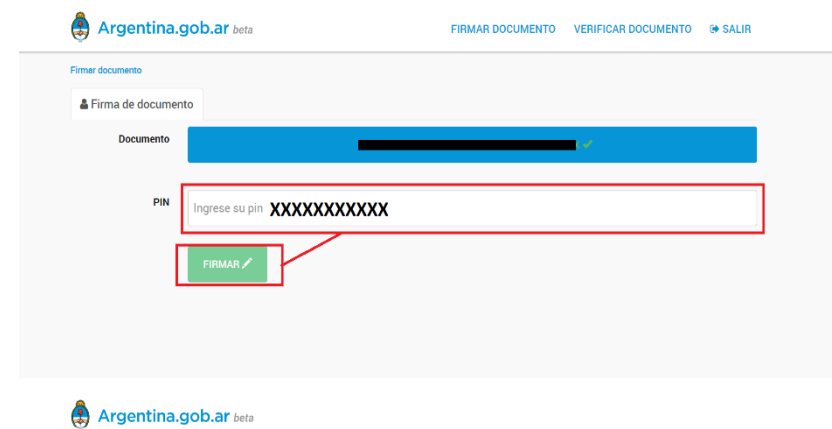 Argentina.gob.ar beta
FIRMAR DOCUMENTO VERIFICAR DOCUMENTO SALIR
Firmar documento
Firma de documento
Documento
PIN
Ingrese su pin XXXXXXXXXXX
FIRMAR
Argentina.gob.ar beta